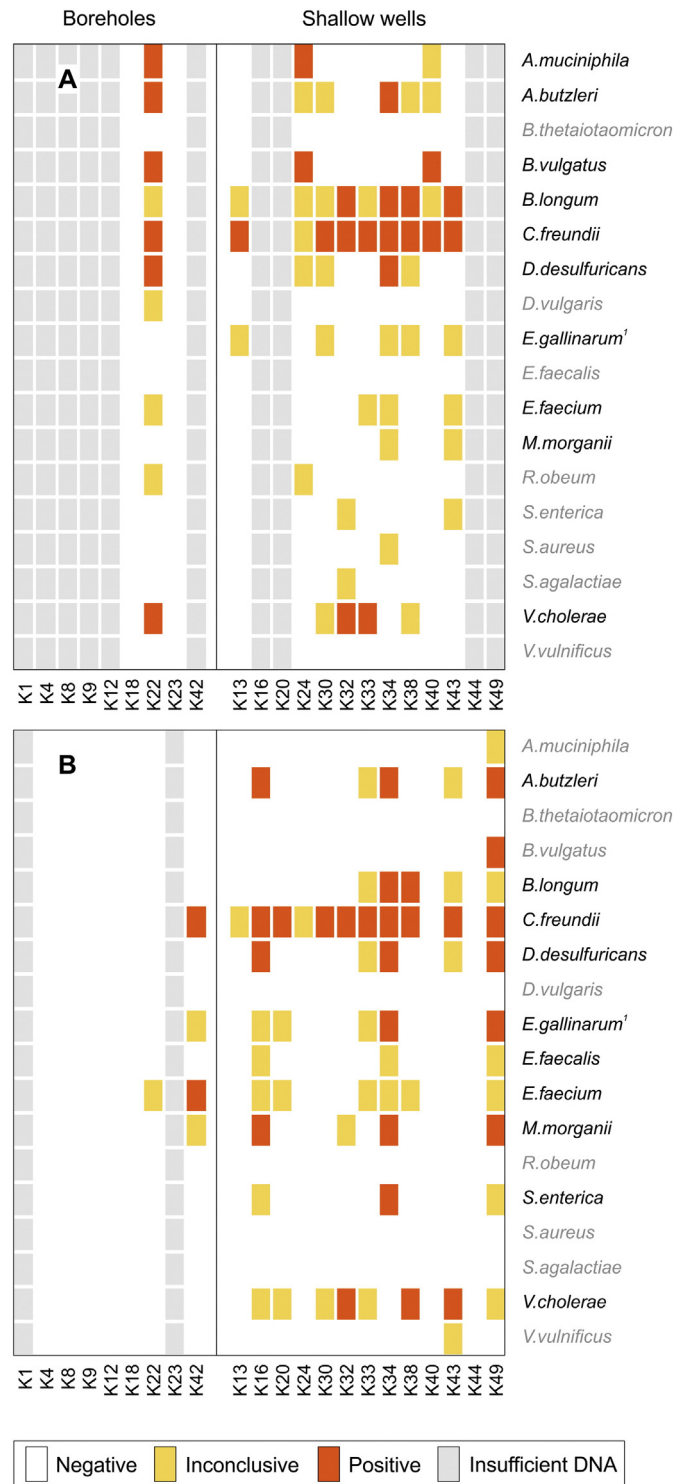 Boreholes Shallow wells
A
A.muciniphila
A.butzleri
B.thetaiotaomicron
B.vulgatus
B.longum
C.freundii
D.desulfuricans
D.vulgaris
E.gallinarum¹
E.faecalis
E.faecium
M.morganii
R.obeum
S.enterica
S.aureus
S.agalactiae
V.cholerae
V.vulnificus
K1 K4 K8 K9 K12 K18 K22 K23 K42 K13 K16 K20 K24 K30 K32 K33 K34 K38 K40 K43 K44 K49
B
A.muciniphila
A.butzleri
B.thetaiotaomicron
B.vulgatus
B.longum
C.freundii
D.desulfuricans
D.vulgaris
E.gallinarum¹
E.faecalis
E.faecium
M.morganii
R.obeum
S.enterica
S.aureus
S.agalactiae
V.cholerae
V.vulnificus
K1 K4 K8 K9 K12 K18 K22 K23 K42 K13 K16 K20 K24 K30 K32 K33 K34 K38 K40 K43 K44 K49
Negative Inconclusive Positive Insufficient DNA